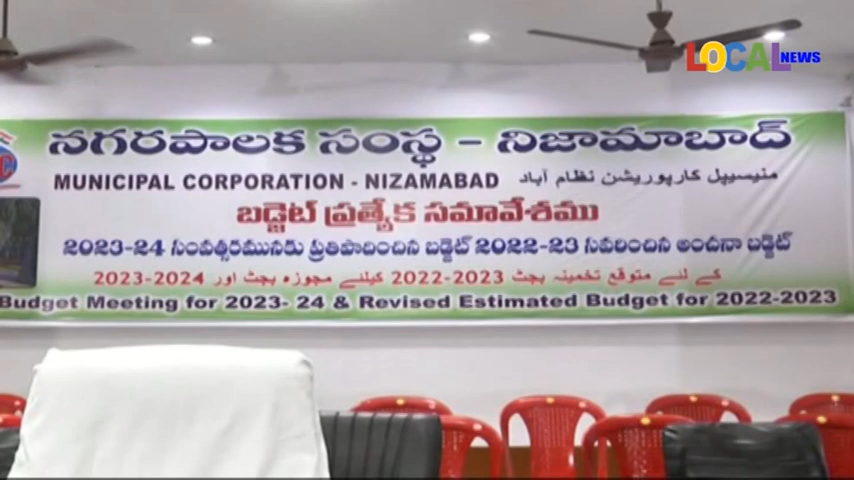 LOCAL NEWS
నగరపాలక సంస్థ – నిజామాబాద్
MUNICIPAL CORPORATION - NIZAMABAD منیسیپل کارپوریشن نظام آباد
బడ్జెట్ ప్రత్యేక సమావేశము
2023-24 సంవత్సరమునకు ప్రతిపాదించిన బడ్జెట్ 2022-23 సవరించిన అంచనా బడ్జెట్
کے لئے متوقع تخمینہ بجٹ 2022-2023 کیلئے مجوزہ بجٹ اور 2024-2023
Budget Meeting for 2023- 24 & Revised Estimated Budget for 2022-2023